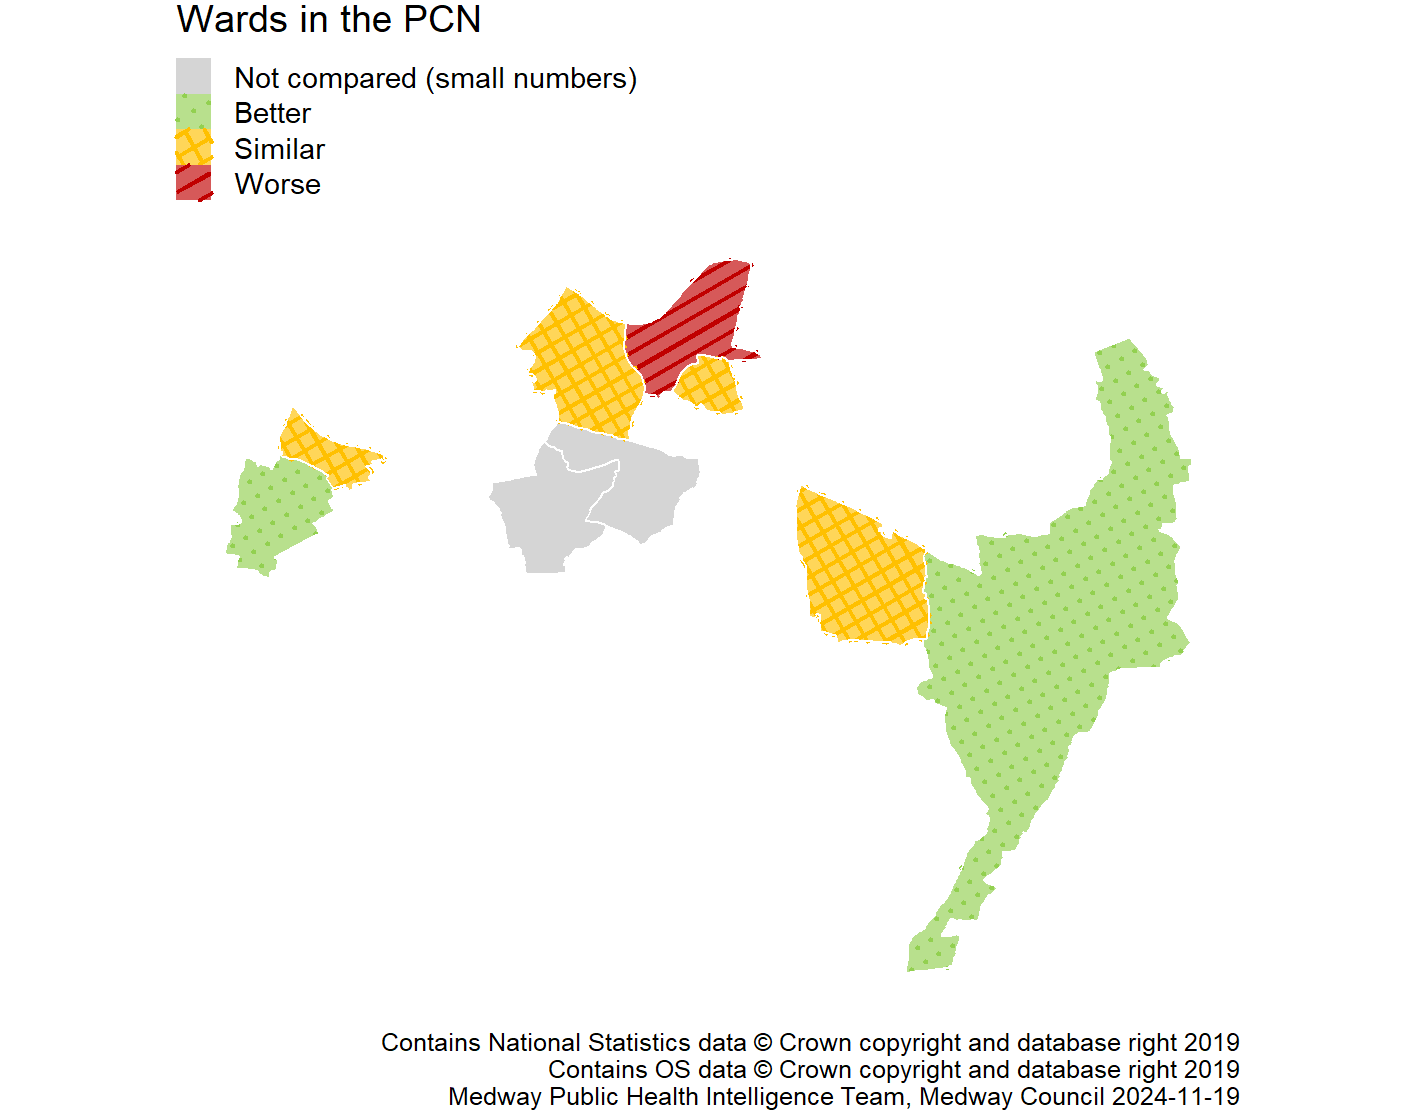 Wards in the PCN
Not compared (small numbers)
Better
Similar
Worse
Contains National Statistics data © Crown copyright and database right 2019
Contains OS data © Crown copyright and database right 2019
Medway Public Health Intelligence Team, Medway Council 2024-11-19